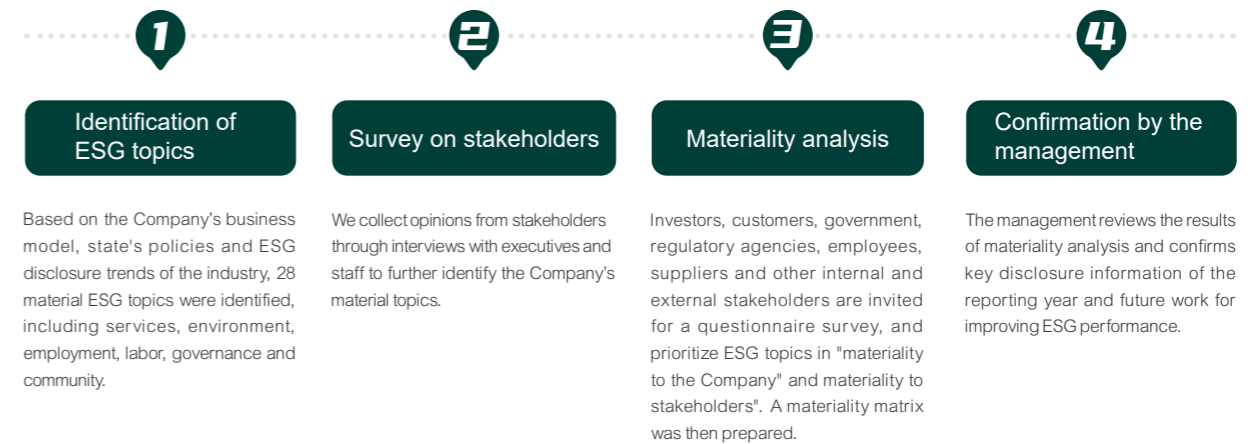 1
Identification of
ESG topics
Based on the Company's business
model, state's policies and ESG
disclosure trends of the industry, 28
material ESG topics were identified,
including services, environment,
employment, labor, governance and
community.
2
Survey on stakeholders
We collect opinions from stakeholders
through interviews with executives and
staff to further identify the Company's
material topics.
3
Materiality analysis
Investors, customers, government,
regulatory agencies, employees,
suppliers and other internal and
external stakeholders are invited
for a questionnaire survey, and
prioritize ESG topics in "materiality
to the Company" and materiality to
stakeholders". A materiality matrix
was then prepared.
4
Confirmation by the
management
The management reviews the results
of materiality analysis and confirms
key disclosure information of the
reporting year and future work for
improving ESG performance.